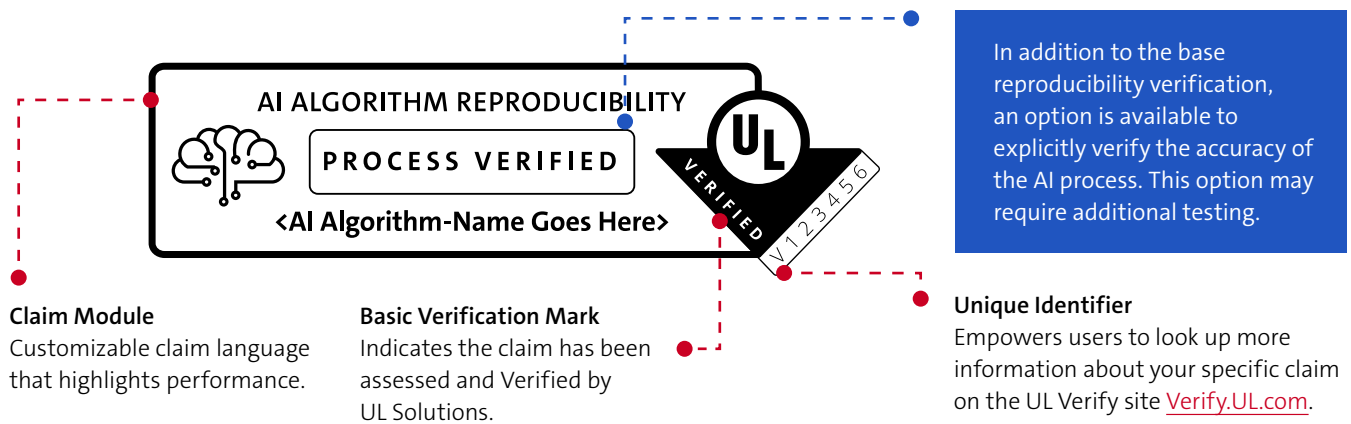 In addition to the base
reproducibility verification,
an option is available to
explicitly verify the accuracy of
the AI process. This option may
require additional testing.
AI ALGORITHM REPRODUCIBILITY
PROCESS VERIFIED
<AI Algorithm-Name Goes Here>
UL
VERIFIED
V123456
Claim Module
Customizable claim language
that highlights performance.
Basic Verification Mark
Indicates the claim has been
assessed and Verified by
UL Solutions.
Unique Identifier
Empowers users to look up more
information about your specific claim
on the UL Verify site Verify.UL.com.